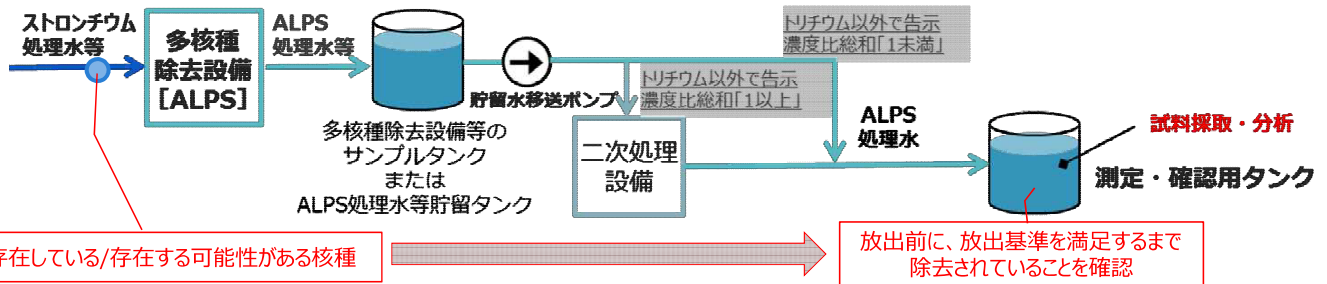 ストロンチウム
処理水等
多核種
除去設備
[ALPS]
ALPS
処理水等
多核種除去設備等の
サンプルタンク
または
ALPS処理水等貯留タンク
貯留水移送ポンプ
トリチウム以外で告示
濃度比総和「1未満」
トリチウム以外で告示
濃度比総和「1以上」
二次処理
設備
ALPS
処理水
試料採取・分析
測定・確認用タンク
存在している/存在する可能性がある核種
放出前に、放出基準を満足するまで
除去されていることを確認